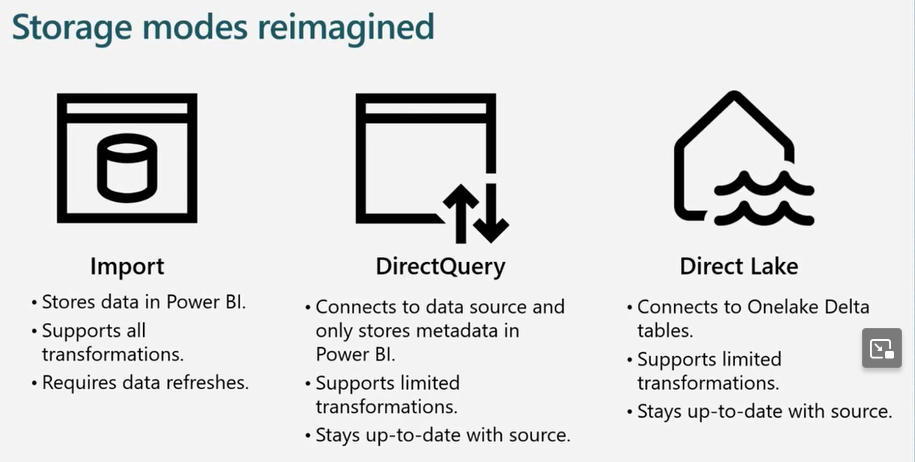 Storage modes reimagined
Import
• Stores data in Power BI.
• Supports all
transformations.
• Requires data refreshes.
DirectQuery
• Connects to data source and
only stores metadata in
Power BI.
• Supports limited
transformations.
• Stays up-to-date with source.
Direct Lake
• Connects to Onelake Delta
tables.
• Supports limited
transformations.
• Stays up-to-date with source.